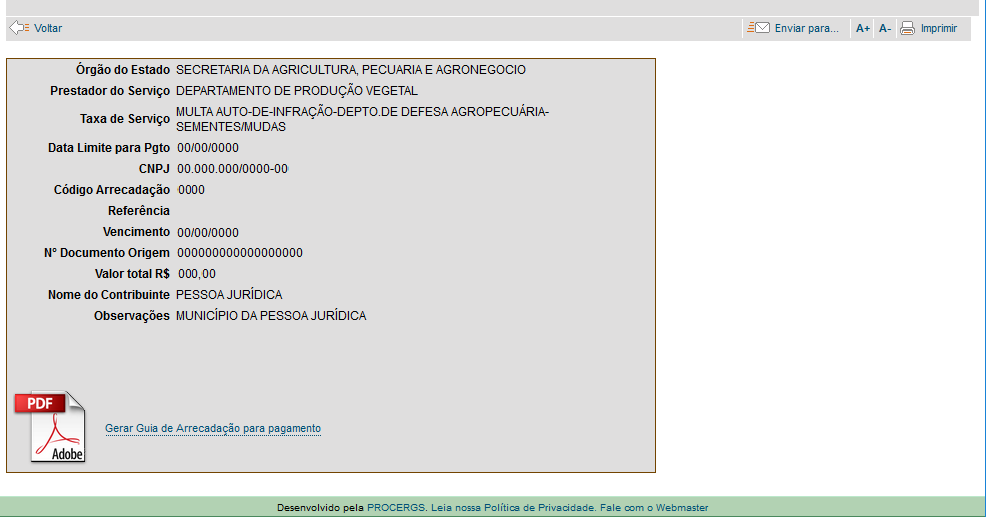 Voltar Enviar para... A+ A- Imprimir
Órgão do Estado SECRETARIA DA AGRICULTURA, PECUARIA E AGRONEGOCIO
Prestador do Serviço DEPARTAMENTO DE PRODUÇÃO VEGETAL
Taxa de Serviço MULTA AUTO-DE-INFRAÇÃO-DEPTO.DE DEFESA AGROPECUÁRIA-
SEMENTES/MUDAS
Data Limite para Pgto 00/00/0000
CNPJ 00.000.000/0000-00
Código Arrecadação 0000
Referência
Vencimento 00/00/0000
Nº Documento Origem 000000000000000000
Valor total R$ 000,00
Nome do Contribuinte PESSOA JURÍDICA
Observações MUNICÍPIO DA PESSOA JURÍDICA
PDF
Adobe
Gerar Guia de Arrecadação para pagamento
Desenvolvido pela PROCERGS. Leia nossa Política de Privacidade. Fale com o Webmaster